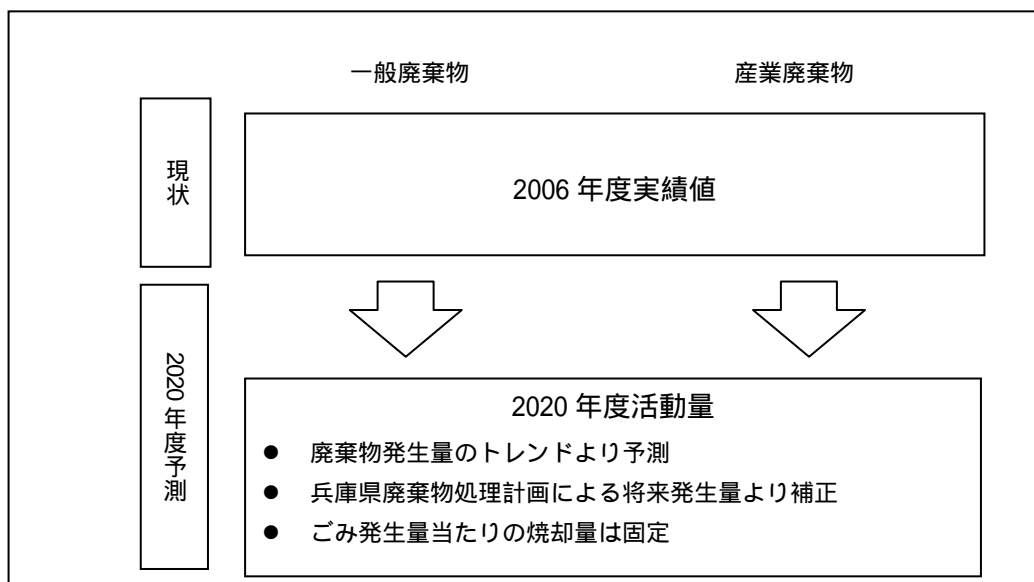 一般廃棄物
産業廃棄物
現状
2006 年度実績値
2020年度予測
2020 年度活動量
● 廃棄物発生量のトレンドより予測
● 兵庫県廃棄物処理計画による将来発生量より補正
● ごみ発生量当たりの焼却量は固定